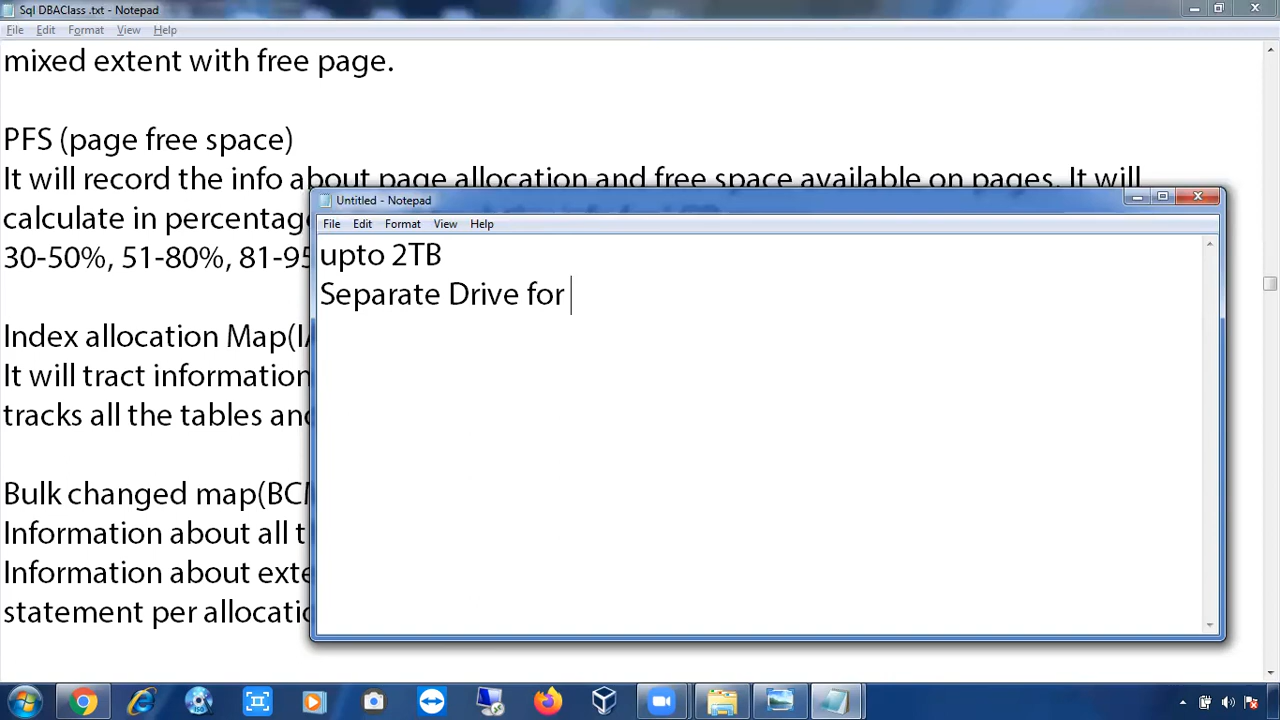 Sql DBAClass .txt - Notepad
File Edit Format View Help
mixed extent with free page.
PFS (page free space)
It will record the info about page allocation and free space available on pages. It will
calculate in percentage
30-50%, 51-80%, 81-95
Index allocation Map(IA
It will tract information
tracks all the tables and
Bulk changed map(BCM
Information about all t
Information about exte
statement per allocatio
Untitled - Notepad
File Edit Format View Help
upto 2TB
Separate Drive for